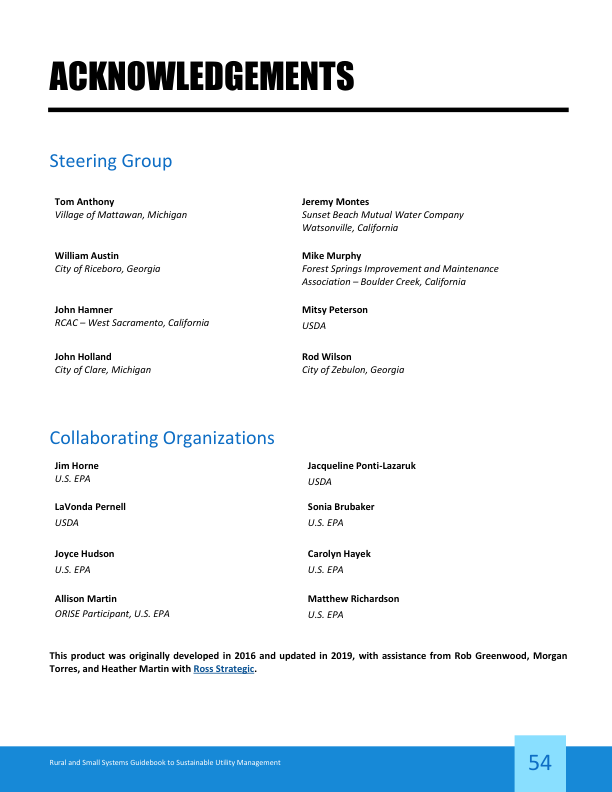 ACKNOWLEDGEMENTS
Steering Group
Tom Anthony
Village of Mattawan, Michigan
Jeremy Montes
Sunset Beach Mutual Water Company
Watsonville, California
William Austin
City of Riceboro, Georgia
Mike Murphy
Forest Springs Improvement and Maintenance
Association – Boulder Creek, California
John Hamner
RCAC – West Sacramento, California
Mitsy Peterson
USDA
John Holland
City of Clare, Michigan
Rod Wilson
City of Zebulon, Georgia
Collaborating Organizations
Jim Horne
U.S. EPA
Jacqueline Ponti-Lazaruk
USDA
LaVonda Pernell
USDA
Sonia Brubaker
U.S. EPA
Joyce Hudson
U.S. EPA
Carolyn Hayek
U.S. EPA
Allison Martin
ORISE Participant, U.S. EPA
Matthew Richardson
U.S. EPA
This product was originally developed in 2016 and updated in 2019, with assistance from Rob Greenwood, Morgan
Torres, and Heather Martin with Ross Strategic.
Rural and Small Systems Guidebook to Sustainable Utility Management
54